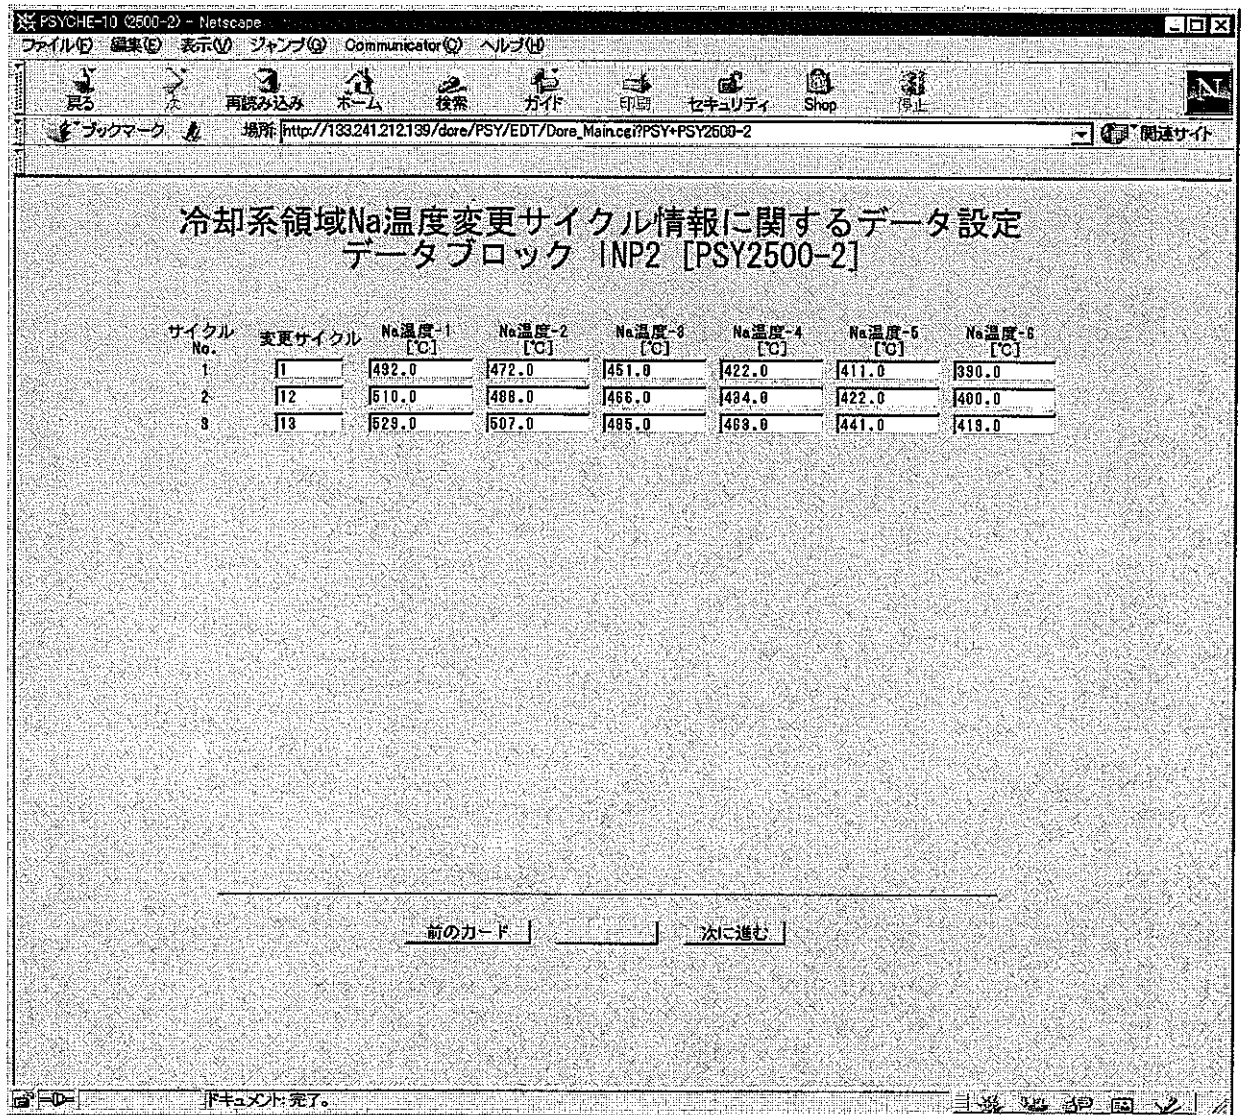 PSYCHE-10 (2500-2) - Netscape
ファイル(F) 編集(E) 表示(V) ジャンプ(G) Communicator(C) ヘルプ(H)
戻る 次 再読み込み ホーム 検索 ガイド 印刷 セキュリティ Shop 停止
ブックマーク 場所: http://133.241.212.139/dore/PSY/EDT/Dore_Main.cgi?PSY+PSY2500-2 関連サイト
冷却系領域Na温度変更サイクル情報に関するデータ設定
データブロック INP2 [PSY2500-2]
サイクル No. 変更サイクル Na温度-1 [℃] Na温度-2 [℃] Na温度-3 [℃] Na温度-4 [℃] Na温度-5 [℃] Na温度-6 [℃]
1 1 492.0 472.0 451.0 422.0 411.0 390.0
2 12 510.0 488.0 466.0 434.0 422.0 400.0
3 13 529.0 507.0 485.0 463.0 441.0 419.0
前のカード 次に進む
ドキュメント: 完了。